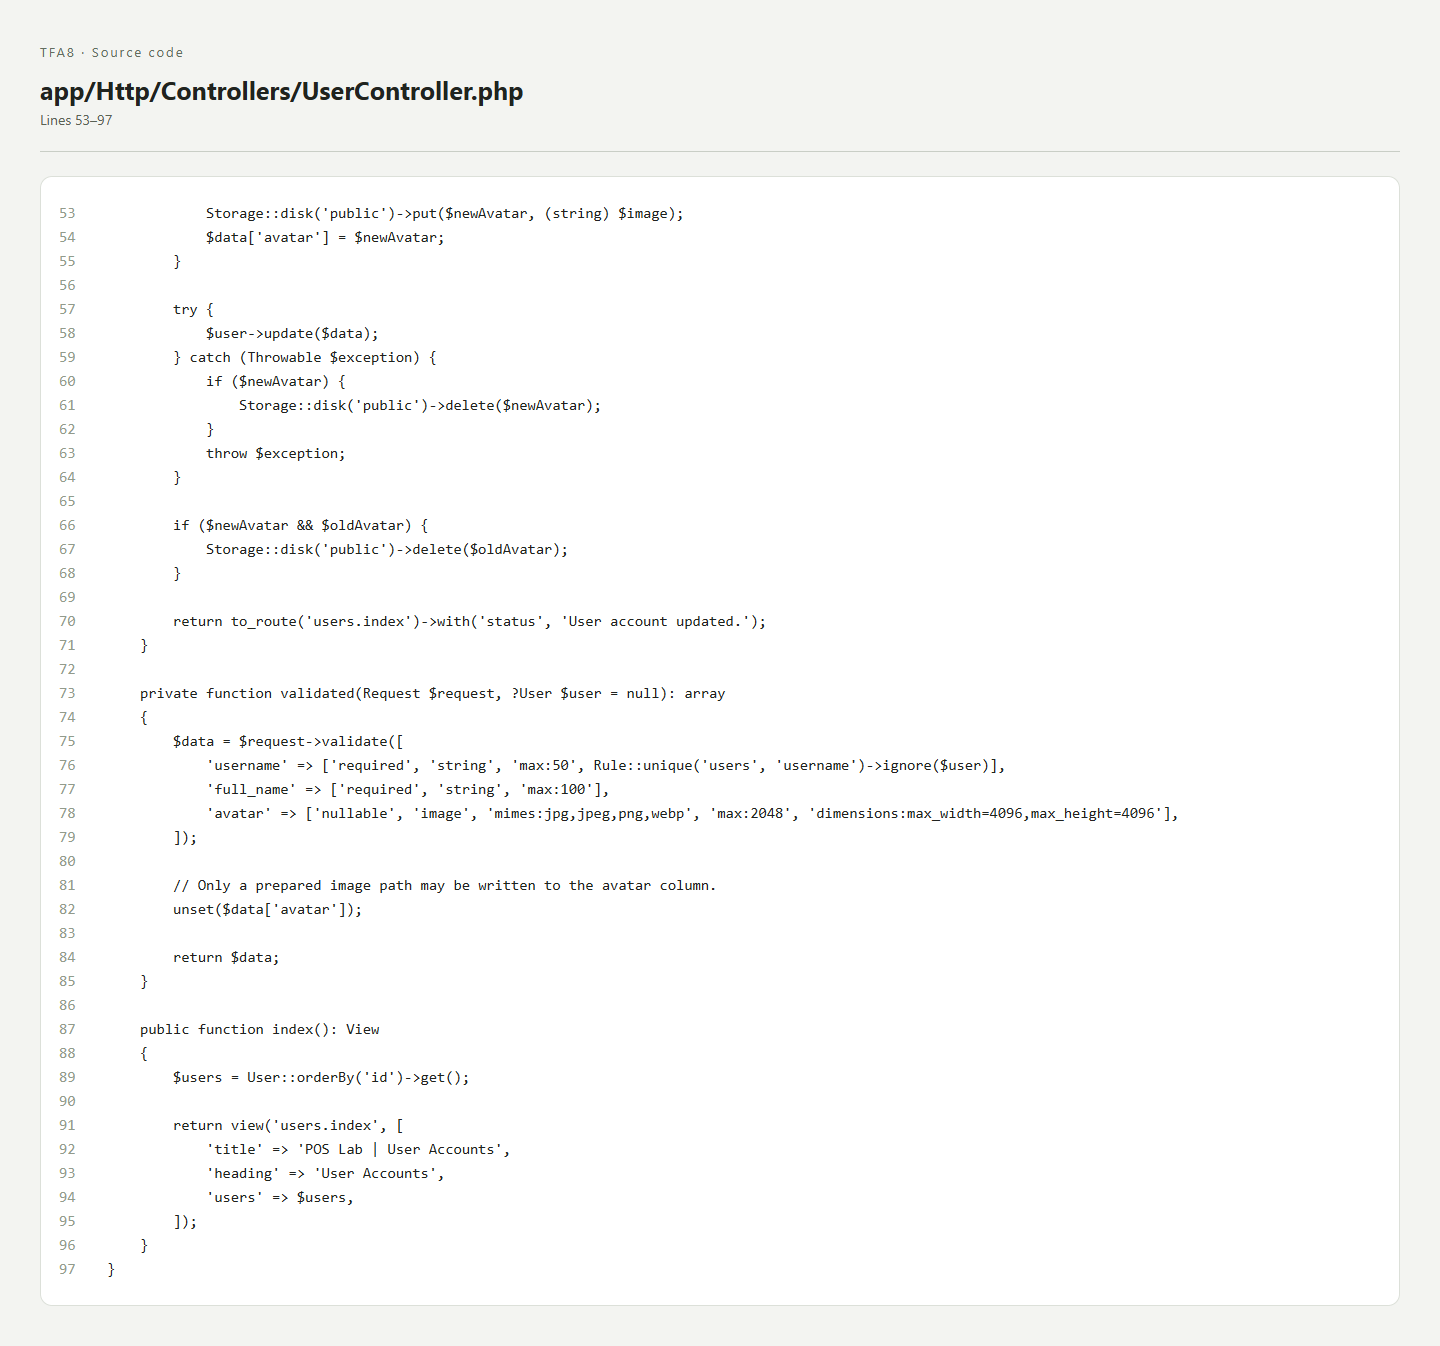 TFA8 · Source code
app/Http/Controllers/UserController.php
Lines 53–97
53                Storage::disk('public')->put($newAvatar, (string) $image);
54                $data['avatar'] = $newAvatar;
55            }
56
57            try {
58                $user->update($data);
59            } catch (Throwable $exception) {
60                if ($newAvatar) {
61                    Storage::disk('public')->delete($newAvatar);
62                }
63                throw $exception;
64            }
65
66            if ($newAvatar && $oldAvatar) {
67                Storage::disk('public')->delete($oldAvatar);
68            }
69
70            return to_route('users.index')->with('status', 'User account updated.');
71        }
72
73        private function validated(Request $request, ?User $user = null): array
74        {
75            $data = $request->validate([
76                'username' => ['required', 'string', 'max:50', Rule::unique('users', 'username')->ignore($user)],
77                'full_name' => ['required', 'string', 'max:100'],
78                'avatar' => ['nullable', 'image', 'mimes:jpg,jpeg,png,webp', 'max:2048', 'dimensions:max_width=4096,max_height=4096'],
79            ]);
80
81            // Only a prepared image path may be written to the avatar column.
82            unset($data['avatar']);
83
84            return $data;
85        }
86
87        public function index(): View
88        {
89            $users = User::orderBy('id')->get();
90
91            return view('users.index', [
92                'title' => 'POS Lab | User Accounts',
93                'heading' => 'User Accounts',
94                'users' => $users,
95            ]);
96        }
97    }